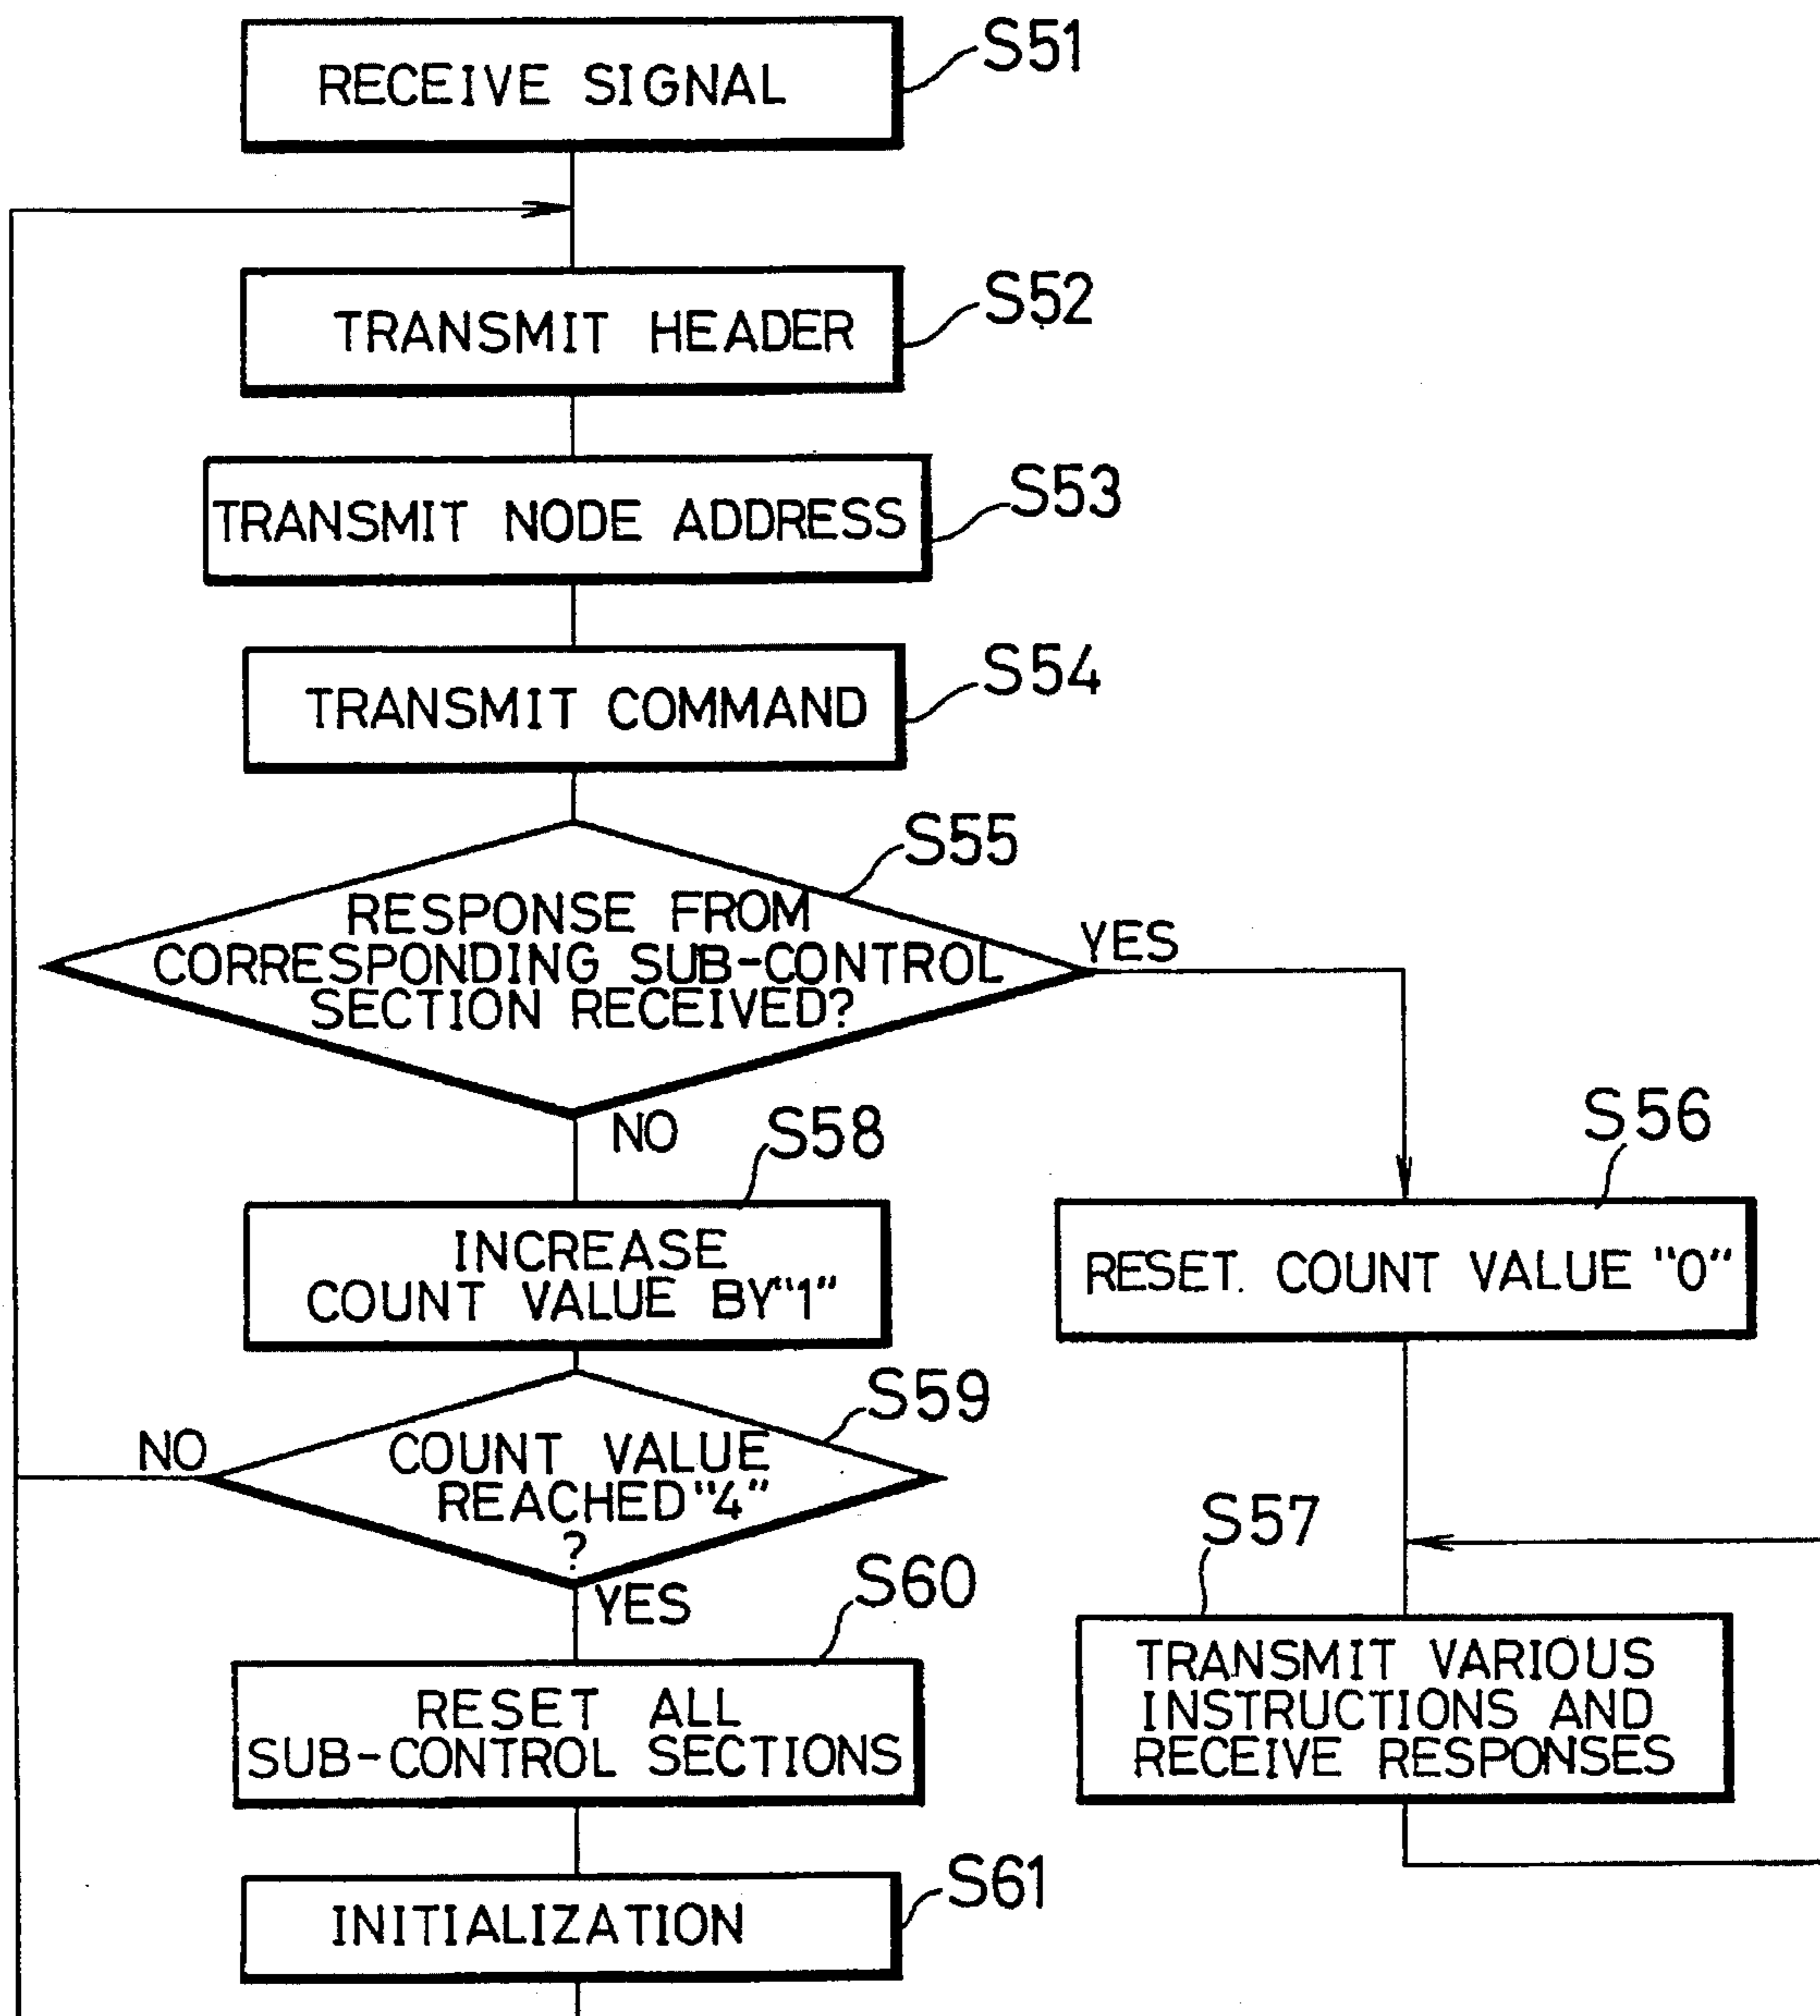 RECEIVE SIGNAL
S51
TRANSMIT HEADER
S52
TRANSMIT NODE ADDRESS
S53
TRANSMIT COMMAND
S54
RESPONSE FROM
CORRESPONDING SUB-CONTROL
SECTION RECEIVED?
S55
YES
NO
S58
INCREASE
COUNT VALUE BY "1"
S56
RESET. COUNT VALUE "0"
S59
NO
COUNT VALUE
REACHED "4"
?
YES
S57
TRANSMIT VARIOUS
INSTRUCTIONS AND
RECEIVE RESPONSES
S60
RESET ALL
SUB-CONTROL SECTIONS
S61
INITIALIZATION